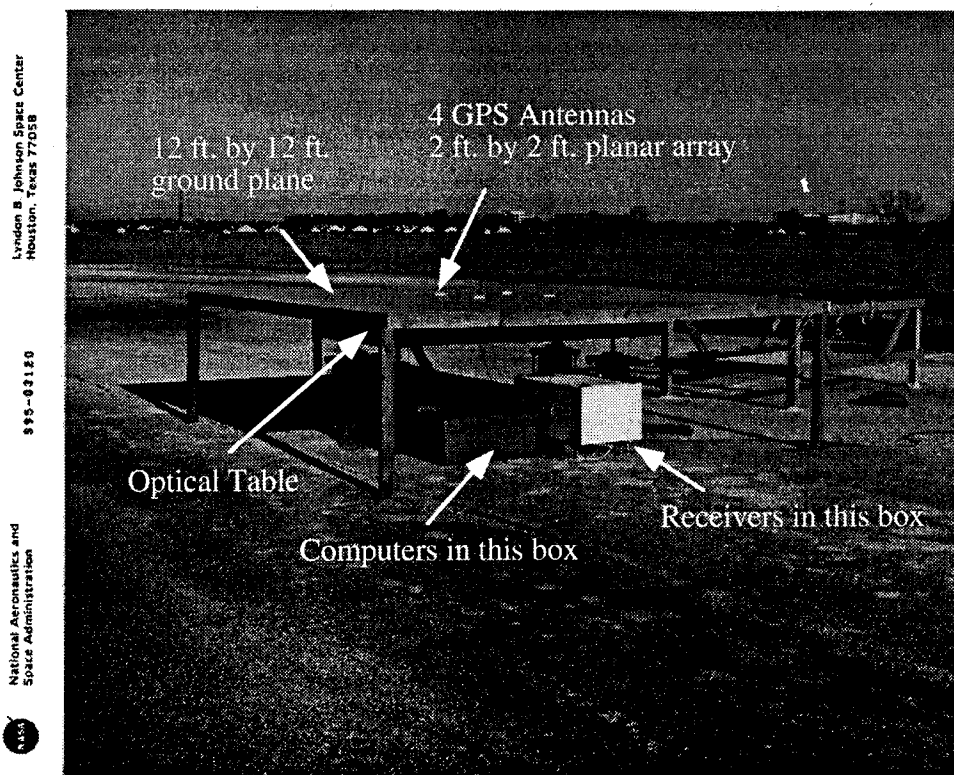 Lyndon B. Johnson Space Center
Houston, Texas 77058
National Aeronautics and
Space Administration
NASA
4 GPS Antennas
2 ft. by 2 ft. planar array
12 ft. by 12 ft.
ground plane
Optical Table
Computers in this box
Receivers in this box